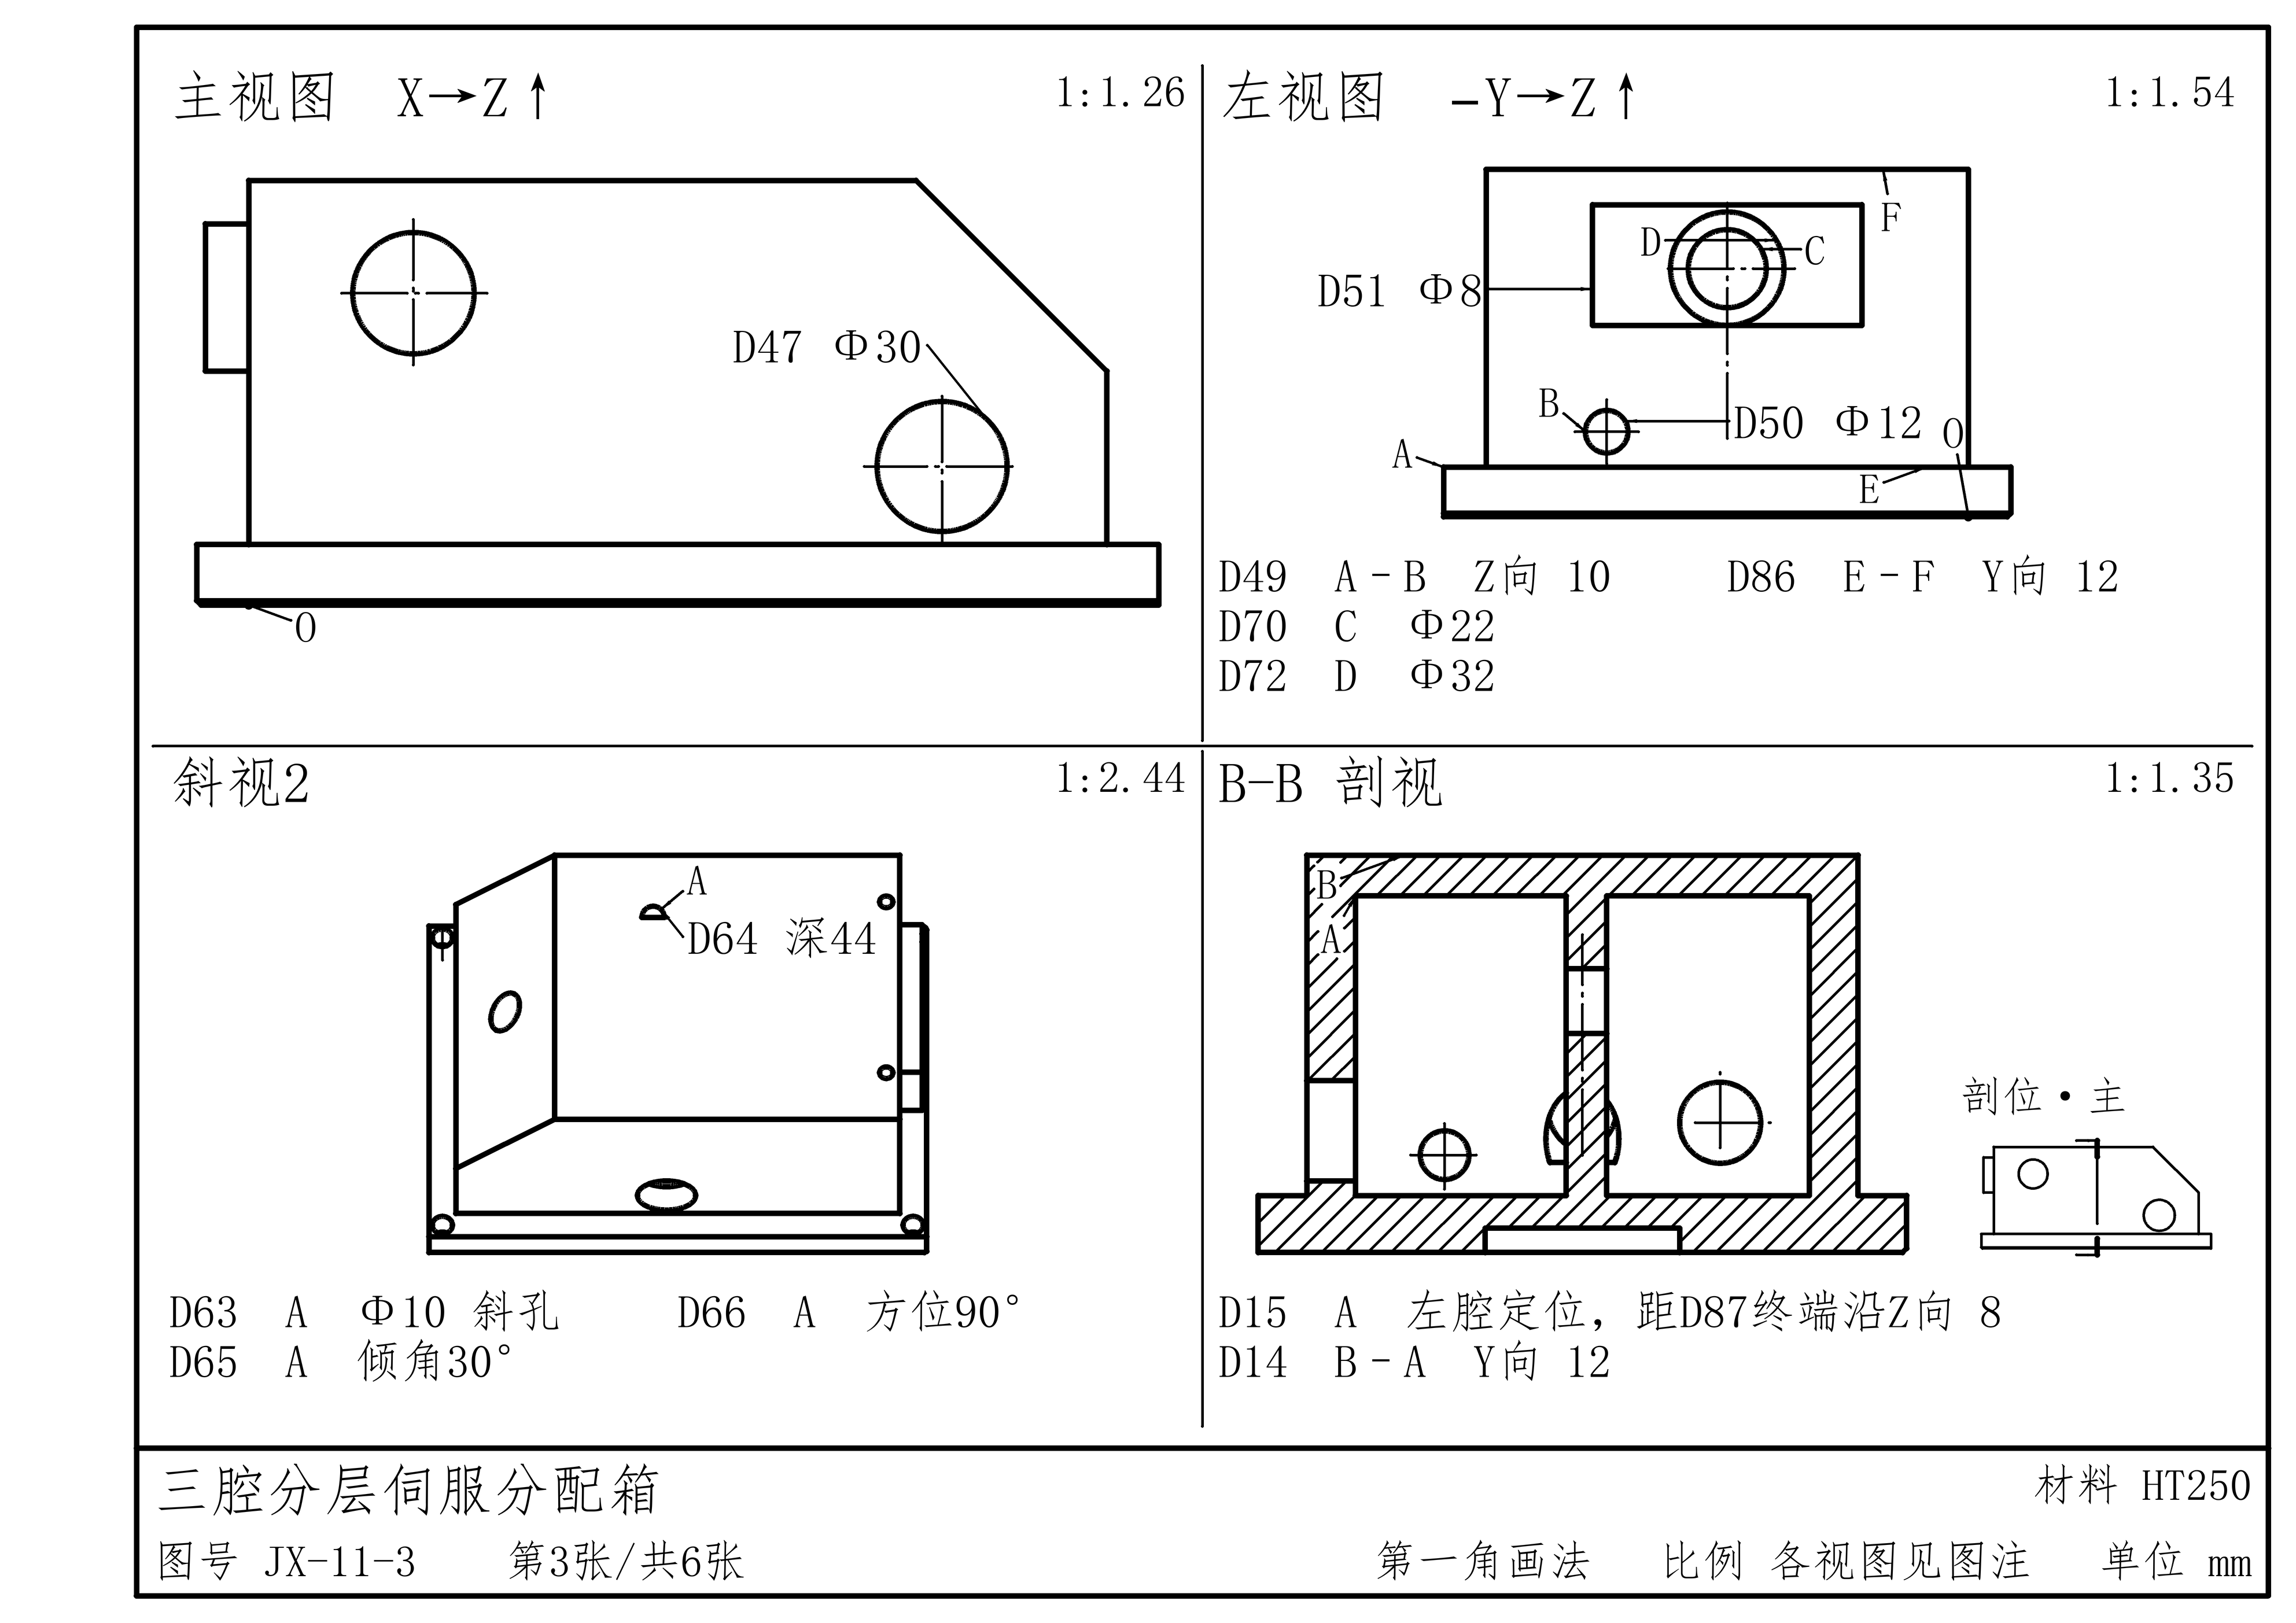 主视图 X→Z↑ 1:1.26
D47 Φ30
O
左视图 -Y→Z↑ 1:1.54
F
D C
D51 Φ8
B D50 Φ12 O
A
E
D49 A-B Z向 10 D86 E-F Y向 12
D70 C Φ22
D72 D Φ32
斜视2 1:2.44
A
D64 深44
D63 A Φ10 斜孔 D66 A 方位90°
D65 A 倾角30°
B-B 剖视 1:1.35
B
A
剖位·主
D15 A 左腔定位, 距D87终端沿Z向 8
D14 B-A Y向 12
三腔分层伺服分配箱 材料 HT250
图号 JX-11-3 第3张/共6张 第一角画法 比例 各视图见图注 单位 mm